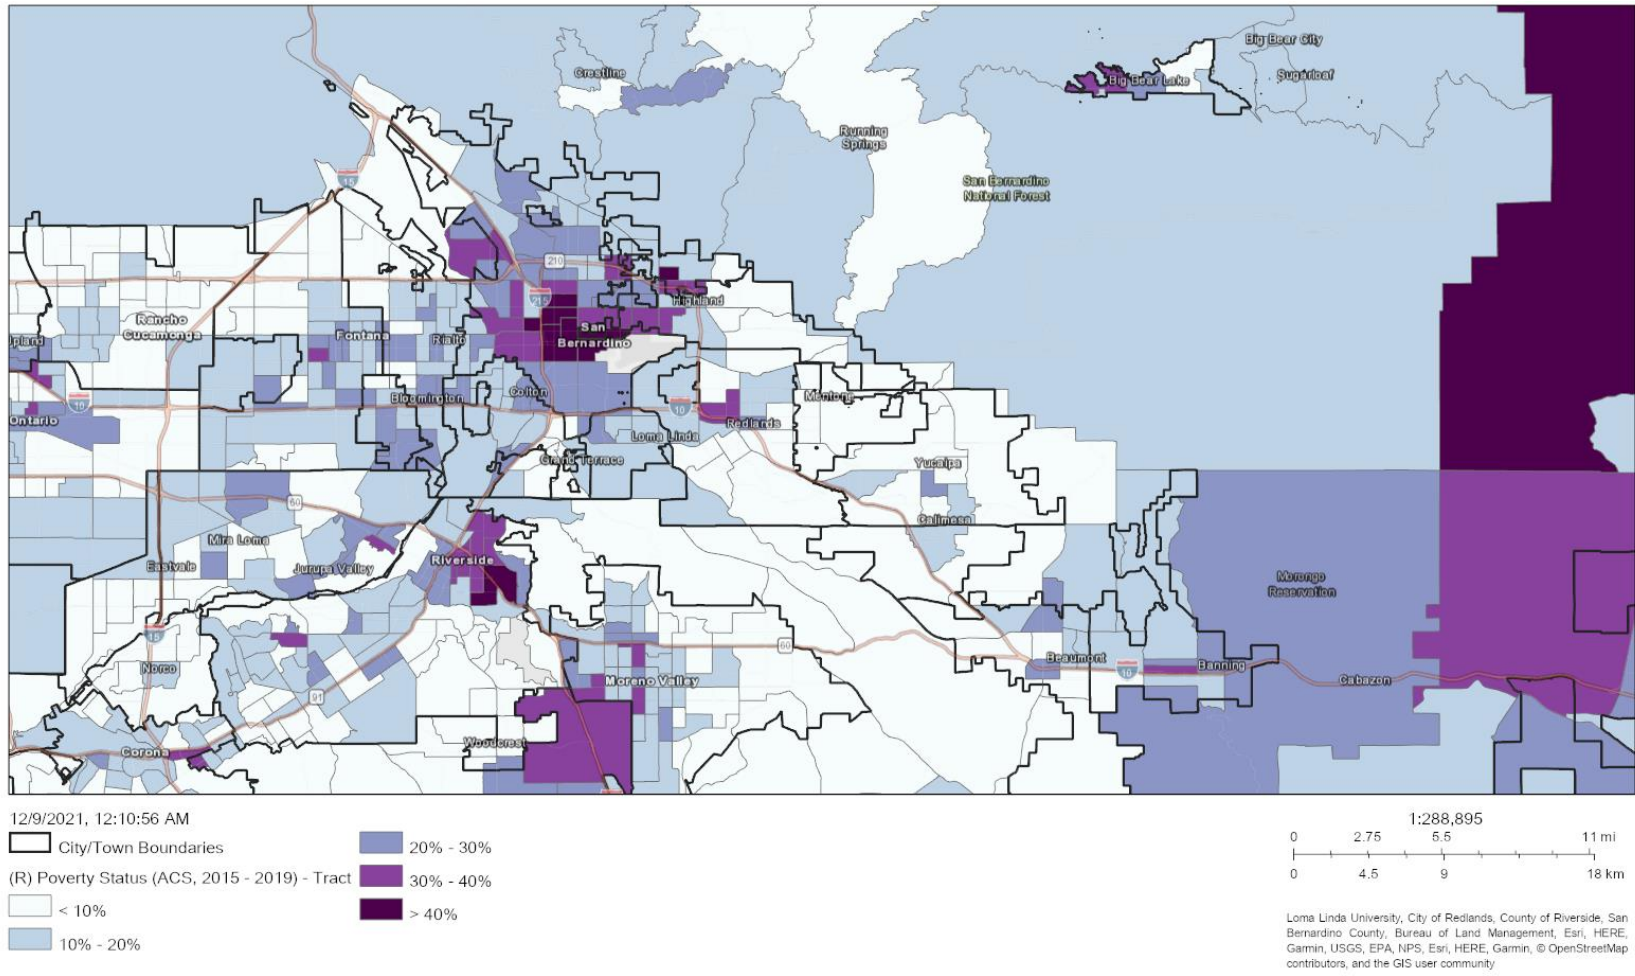 Big Bear City
Crestline
Sugarloaf
Big Bear Lake
Running
Springs
15
San Bernardino
National Forest
210
215
Highland
Rancho
Cucamonga
San
Bernardino
Fontana
Rialto
Upland
Bloomington
Colton
10
10
Mentone
Ontario
Redlands
Loma Linda
Grand Terrace
Yucaipa
60
Calimesa
Mira Loma
Riverside
Eastvale
Jurupa Valley
Morongo
Reservation
15
60
Norco
Beaumont
10
Banning
Cabazon
Moreno Valley
91
Corona
Woodcrest
12/9/2021, 12:10:56 AM
City/Town Boundaries
(R) Poverty Status (ACS, 2015 - 2019) - Tract
< 10%
10% - 20%
20% - 30%
30% - 40%
> 40%
1:288,895
0 2.75 5.5 11 mi
0 4.5 9 18 km
Loma Linda University, City of Redlands, County of Riverside, San
Bernardino County, Bureau of Land Management, Esri, HERE,
Garmin, USGS, EPA, NPS, Esri, HERE, Garmin, © OpenStreetMap
contributors, and the GIS user community